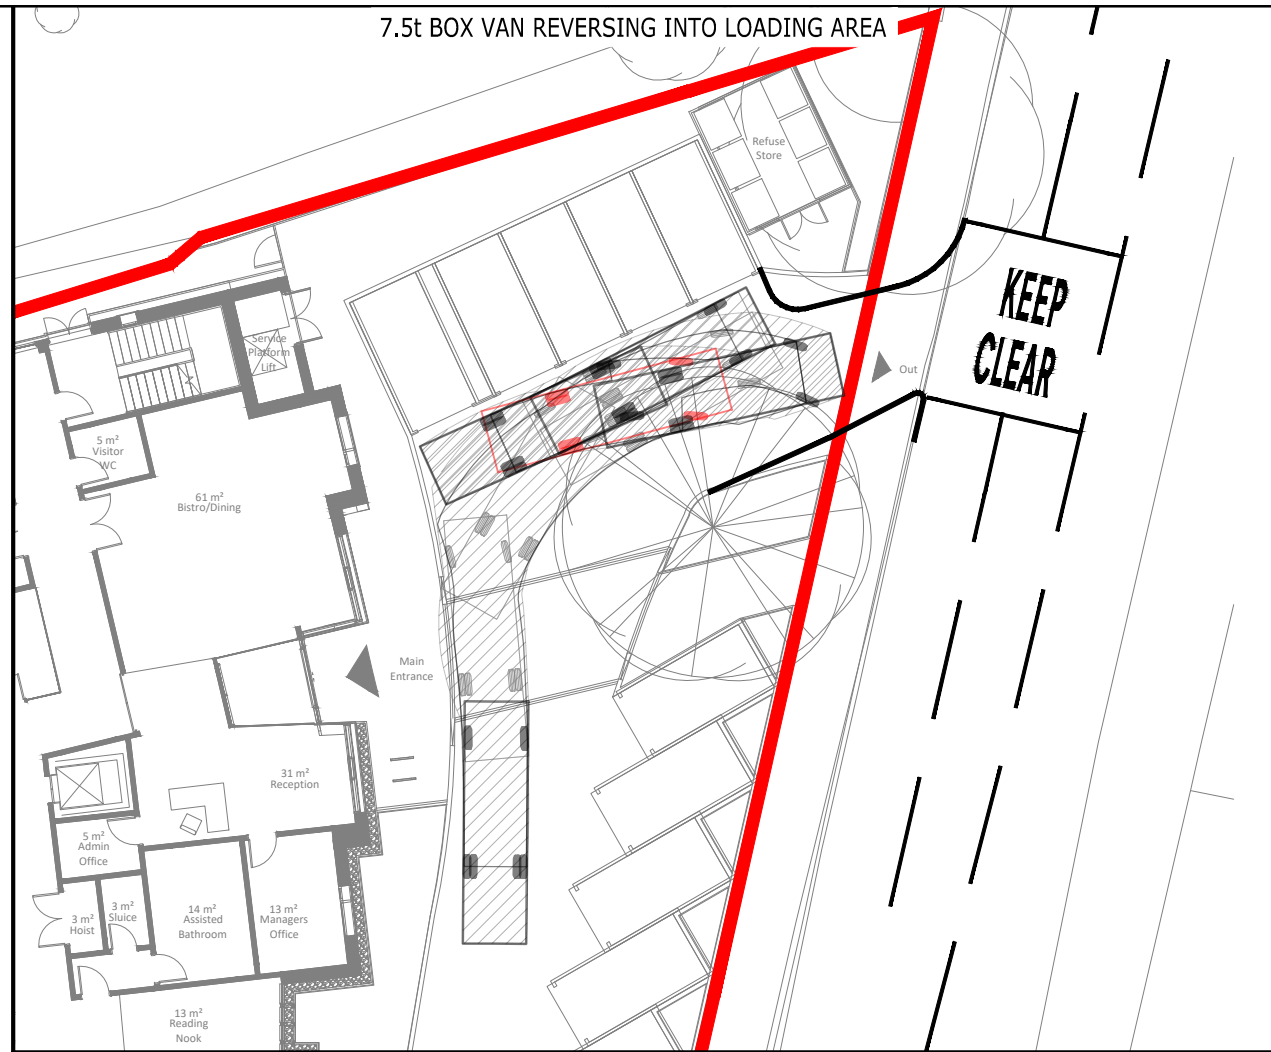 7.5t BOX VAN REVERSING INTO LOADING AREA
Refuse
Store
KEEP
CLEAR
Out
Service
Platform
Lift
5 m²
Visitor
WC
61 m²
Bistro/Dining
Main
Entrance
31 m²
Reception
5 m²
Admin
Office
3 m²
Hoist
3 m²
Sluice
14 m²
Assisted
Bathroom
13 m²
Managers
Office
13 m²
Reading
Nook